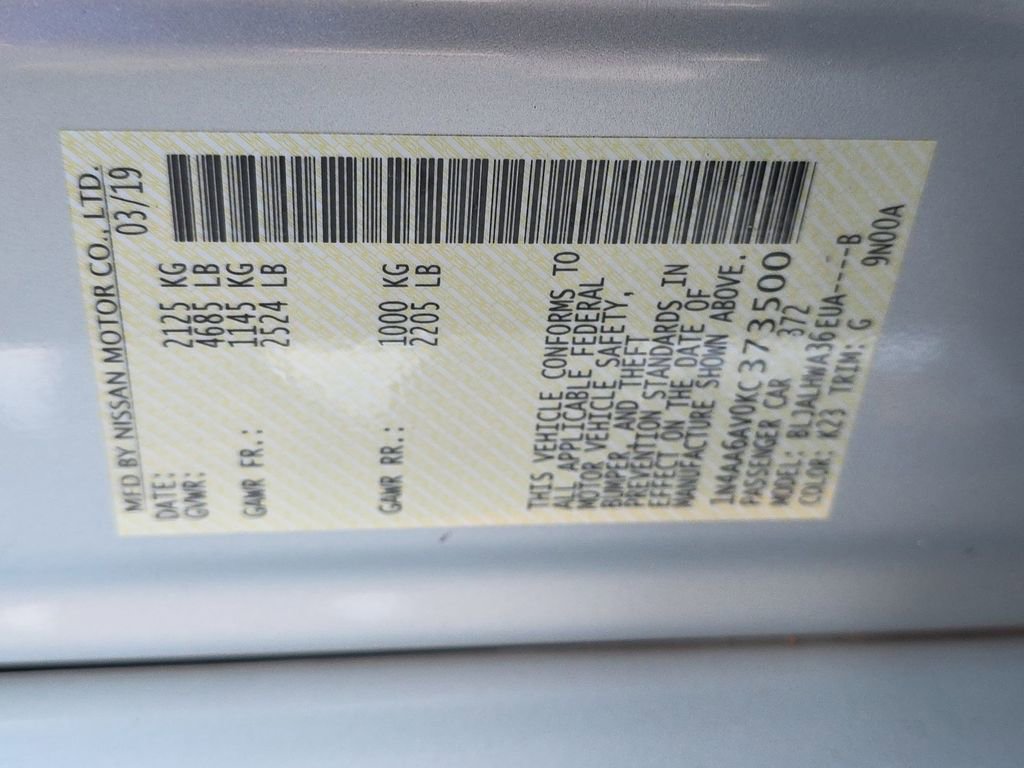 MFD BY NISSAN MOTOR CO., LTD.
DATE: 03/19
GVWR: 2125 KG
4685 LB
GAWR FR.: 1145 KG
2524 LB
GAWR RR.: 1000 KG
2205 LB
THIS VEHICLE CONFORMS TO
ALL APPLICABLE FEDERAL
MOTOR VEHICLE SAFETY,
BUMPER, AND THEFT
PREVENTION STANDARDS IN
EFFECT ON THE DATE OF
MANUFACTURE SHOWN ABOVE.
1N4AA6AV0KC373500
PASSENGER CAR 372
MODEL: BLJALHWA36EUA----B
COLOR: K23 TRIM: G 9N00A